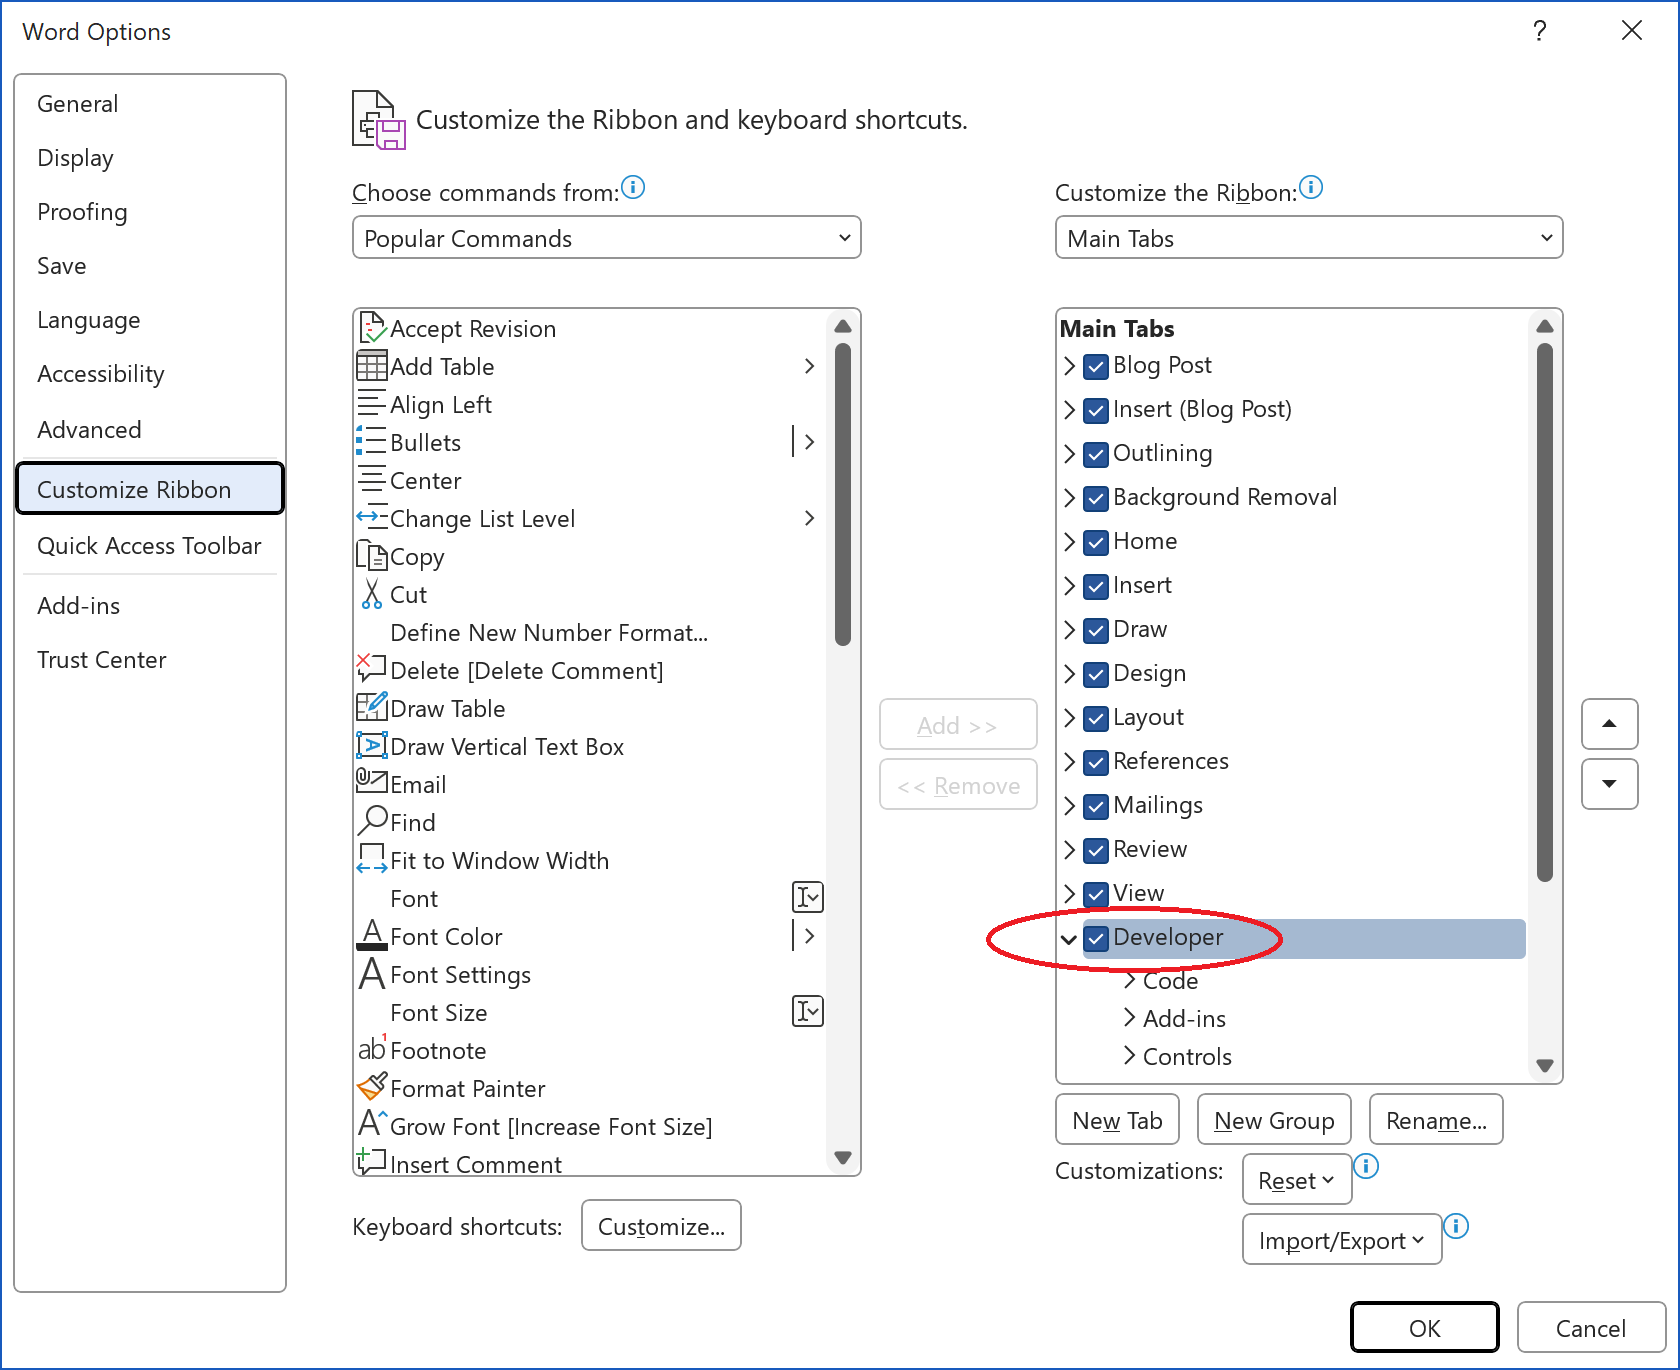 Word Options
?
General
Display
Proofing
Save
Language
Accessibility
Advanced
Customize Ribbon
Quick Access Toolbar
Add-ins
Trust Center
Customize the Ribbon and keyboard shortcuts.
Choose commands from:
Popular Commands
Accept Revision
Add Table
Align Left
Bullets
Center
Change List Level
Copy
Cut
Define New Number Format...
Delete [Delete Comment]
Draw Table
Draw Vertical Text Box
Email
Find
Fit to Window Width
Font
Font Color
Font Settings
Font Size
Footnote
Format Painter
Grow Font [Increase Font Size]
Insert Comment
Keyboard shortcuts:
Customize...
Add >>
<< Remove
Customize the Ribbon:
Main Tabs
Main Tabs
Blog Post
Insert (Blog Post)
Outlining
Background Removal
Home
Insert
Draw
Design
Layout
References
Mailings
Review
View
Developer
Code
Add-ins
Controls
New Tab
New Group
Rename...
Customizations:
Reset
Import/Export
OK
Cancel